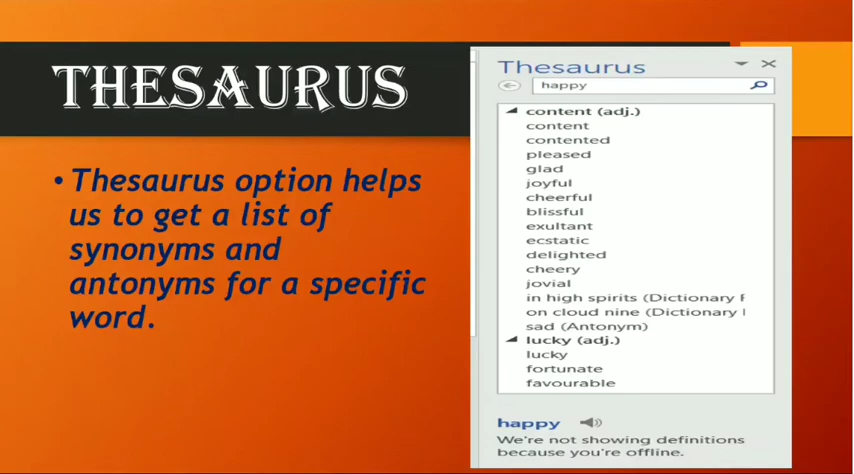 THESAURUS
• Thesaurus option helps
us to get a list of
synonyms and
antonyms for a specific
word.
Thesaurus
happy
content (adj.)
content
contented
pleased
glad
joyful
cheerful
blissful
exultant
ecstatic
delighted
cheery
jovial
in high spirits (Dictionary F
on cloud nine (Dictionary
sad (Antonym)
lucky (adj.)
lucky
fortunate
favourable
happy
We're not showing definitions
because you're offline.